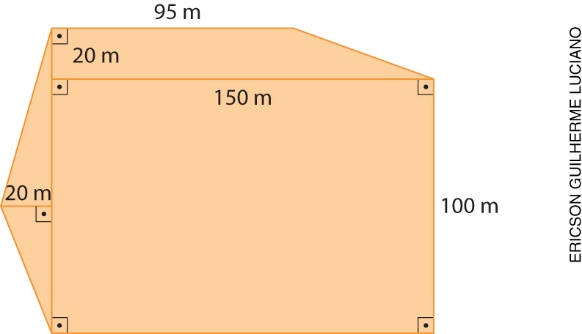 95 m
20 m
150 m
20 m
100 m
ERICSON GUILHERME LUCIANO